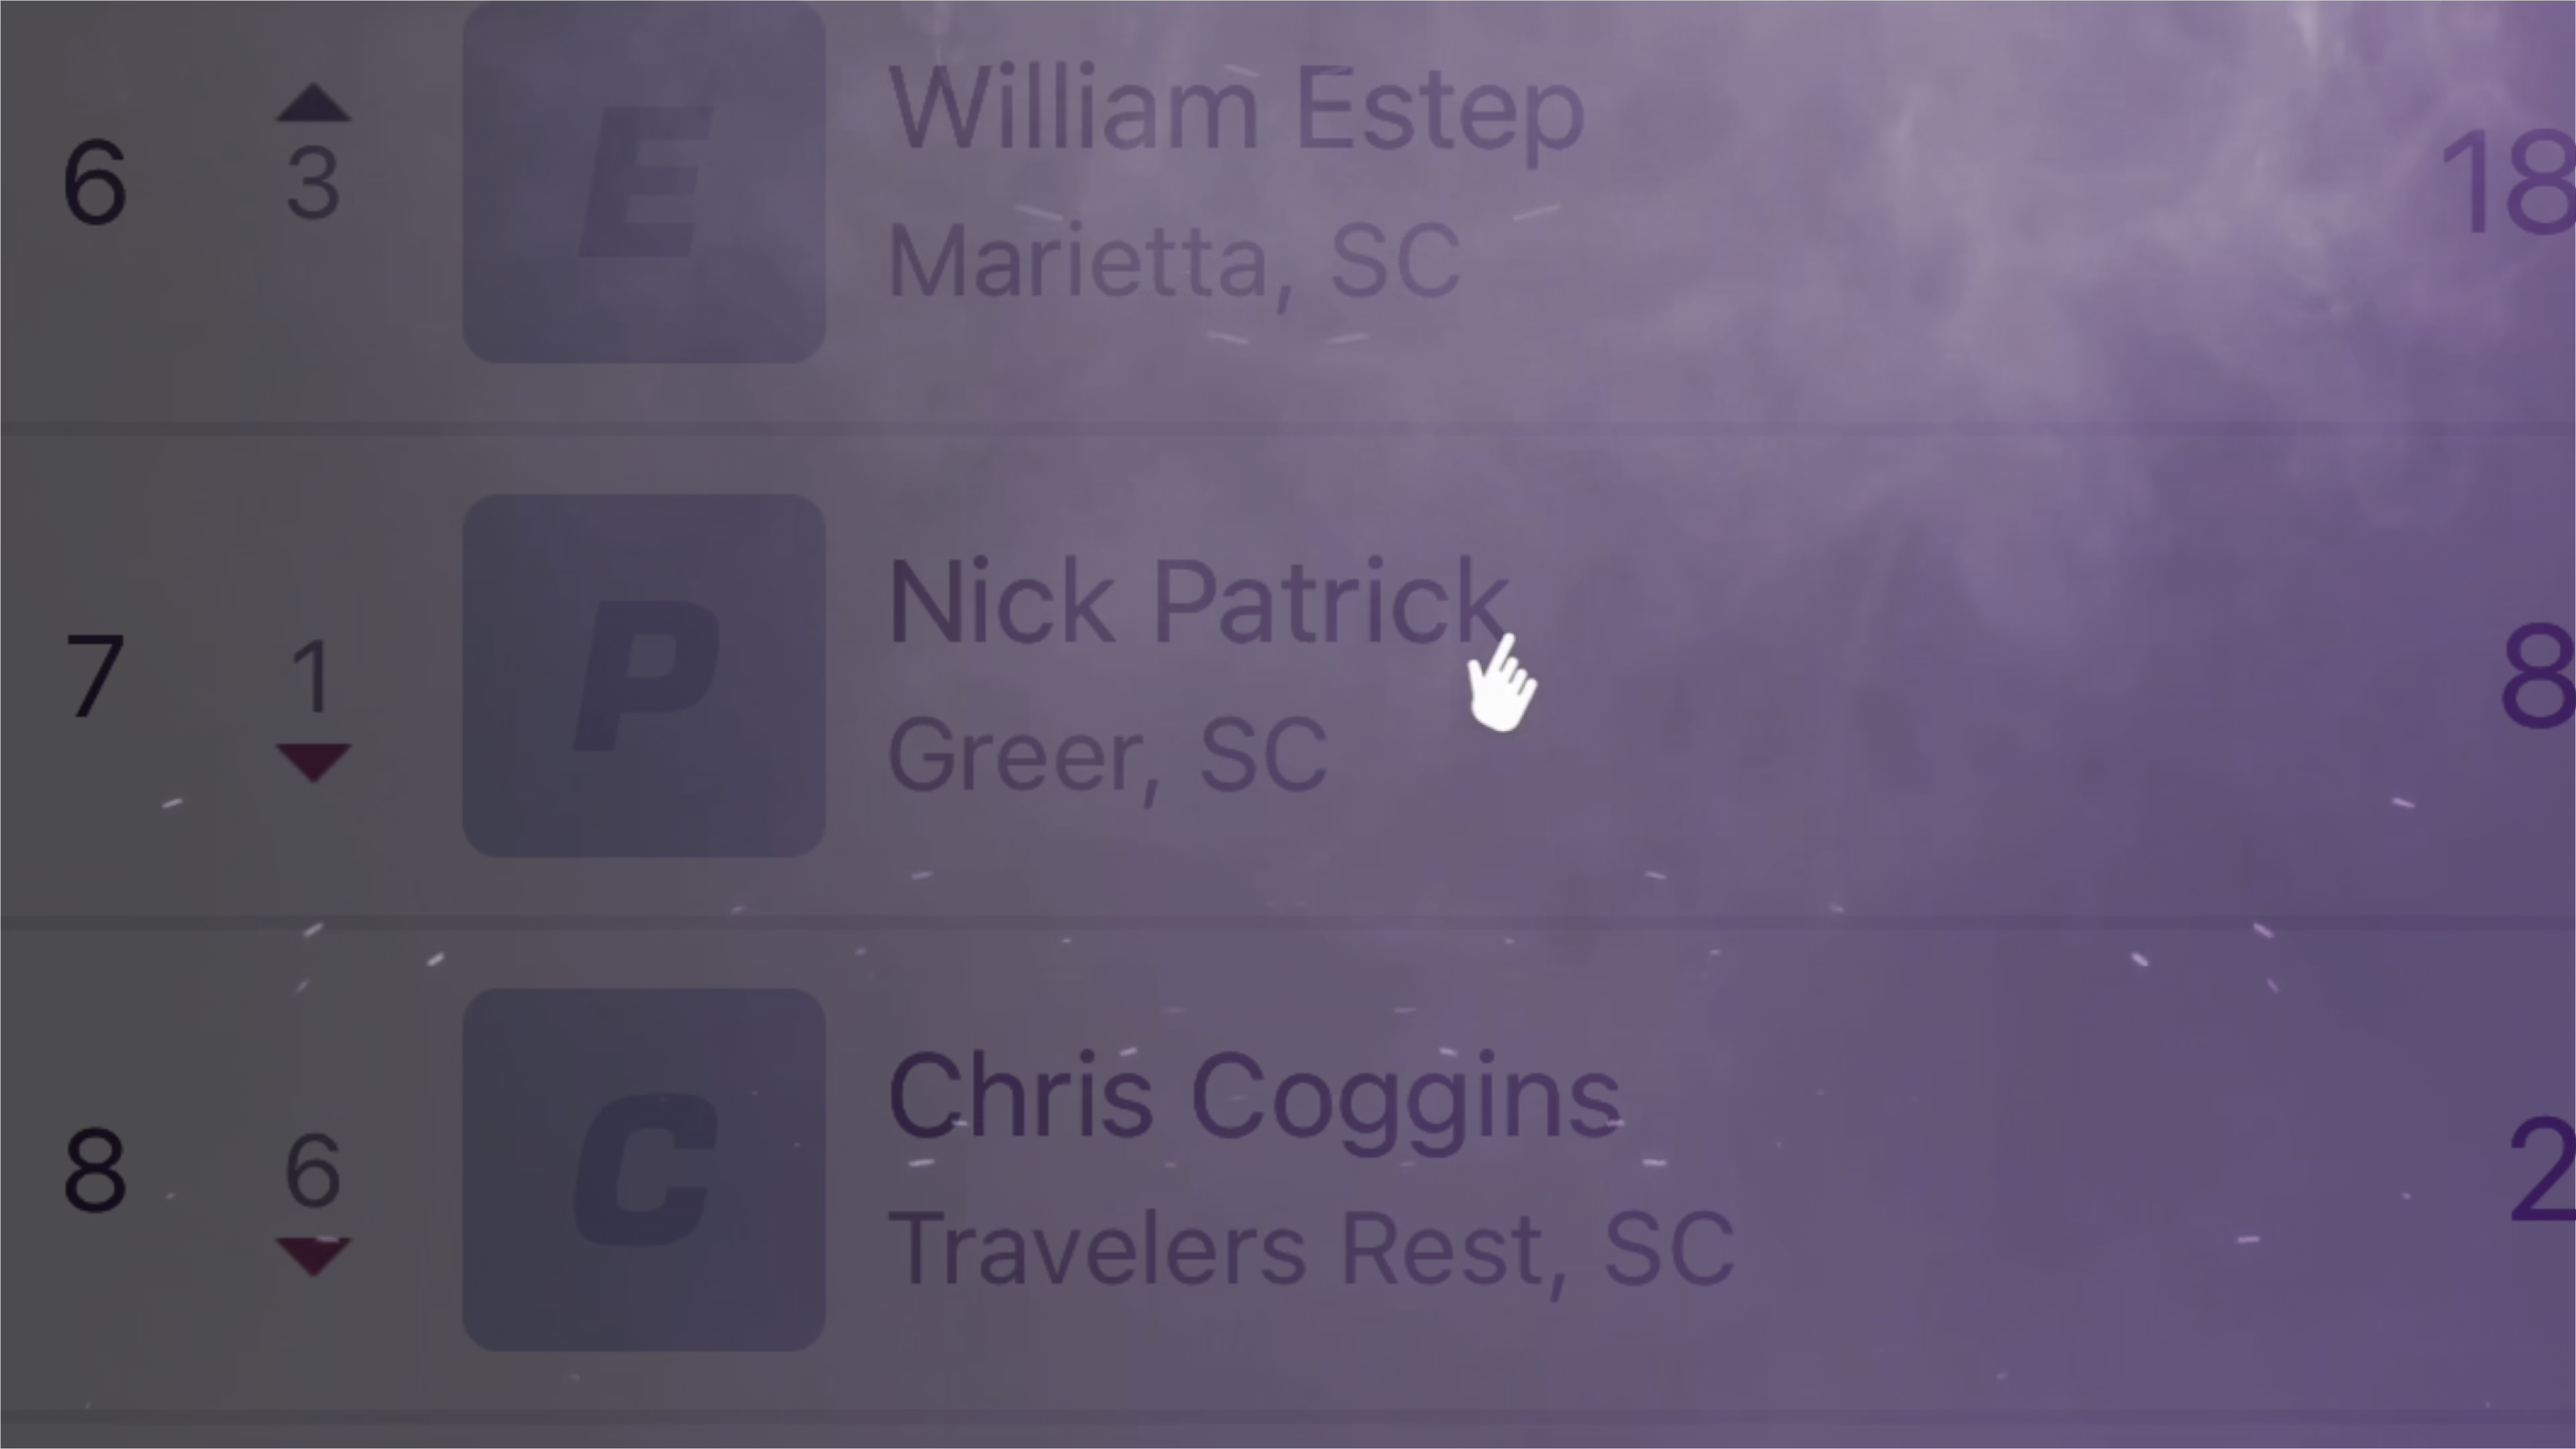 6 3 E William Estep 18
Marietta, SC
7 1 P Nick Patrick 8
Greer, SC
8 6 C Chris Coggins 2
Travelers Rest, SC